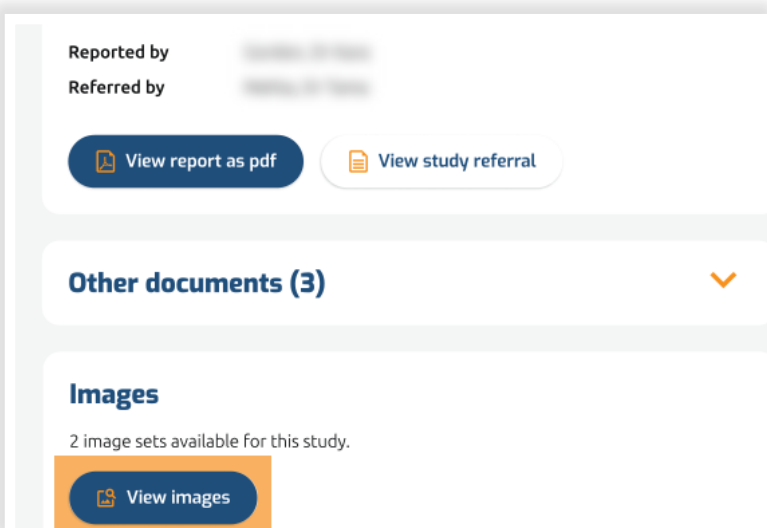 Reported by
Referred by
View report as pdf
View study referral
Other documents (3)
Images
2 image sets available for this study.
View images